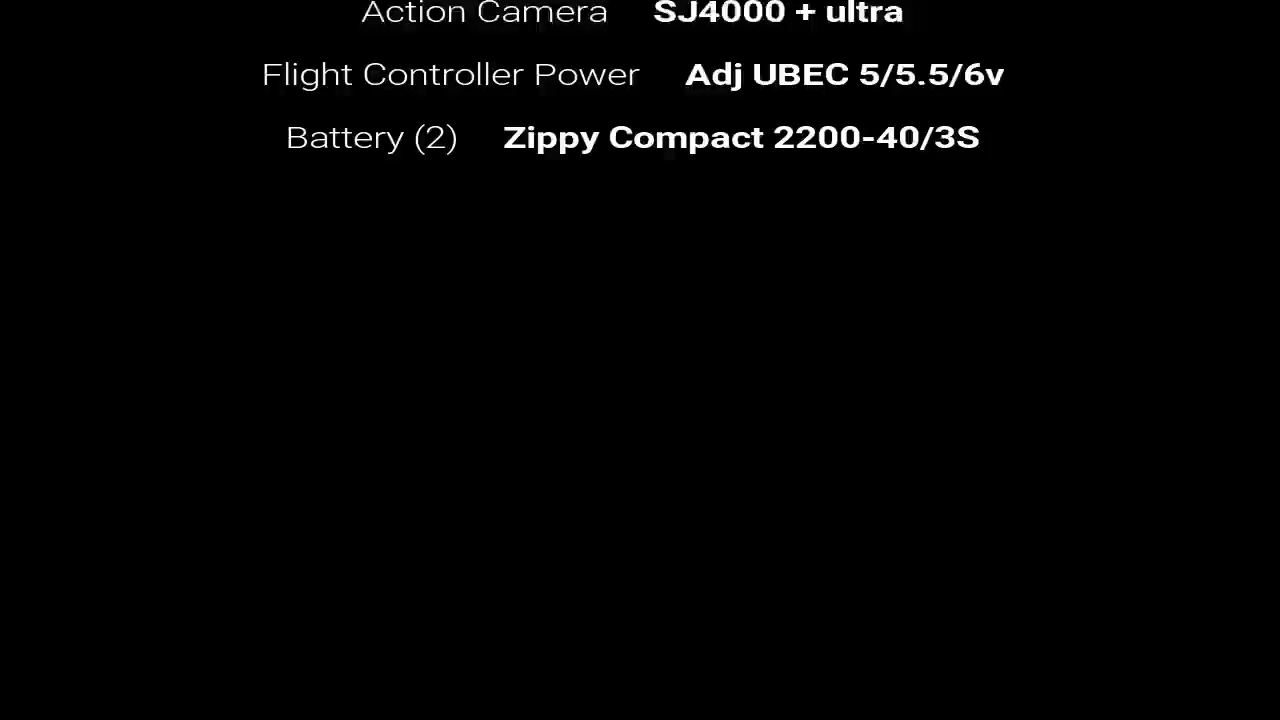 Action Camera SJ4000 + ultra
Flight Controller Power Adj UBEC 5/5.5/6v
Battery (2) Zippy Compact 2200-40/3S